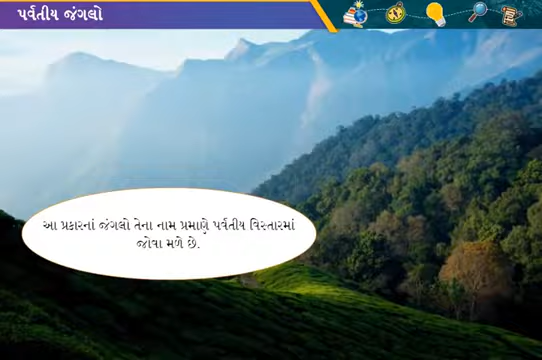 પર્વતીય જંગલો
આ પ્રકારનાં જંગલો તેના નામ પ્રમાણે પર્વતીય વિસ્તારમાં
જોવા મળે છે.